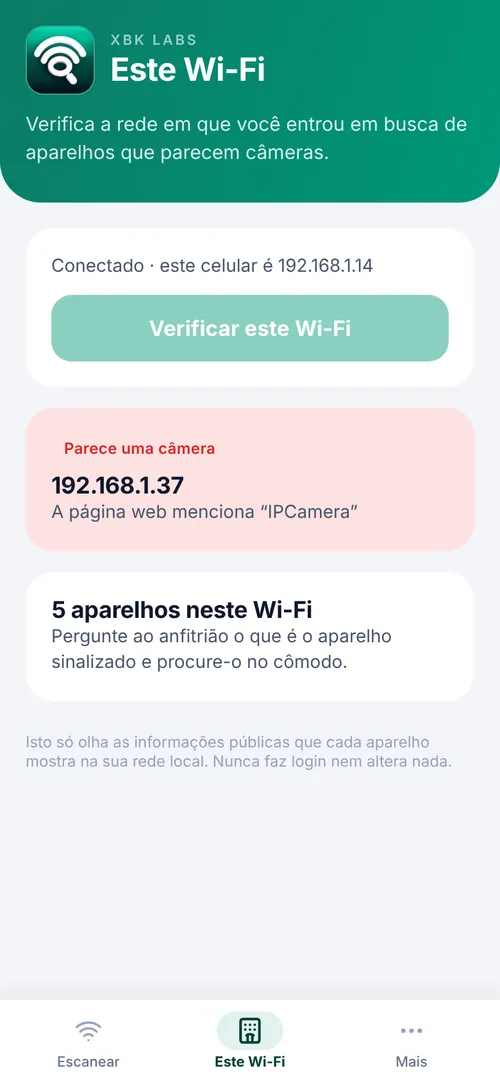 XBK LABS
Este Wi-Fi
Verifica a rede em que você entrou em busca de
aparelhos que parecem câmeras.
Conectado · este celular é 192.168.1.14
Verificar este Wi-Fi
Parece uma câmera
192.168.1.37
A página web menciona “IPCamera”
5 aparelhos neste Wi-Fi
Pergunte ao anfitrião o que é o aparelho
sinalizado e procure-o no cômodo.
Isto só olha as informações públicas que cada aparelho
mostra na sua rede local. Nunca faz login nem altera nada.
Escanear
Este Wi-Fi
Mais